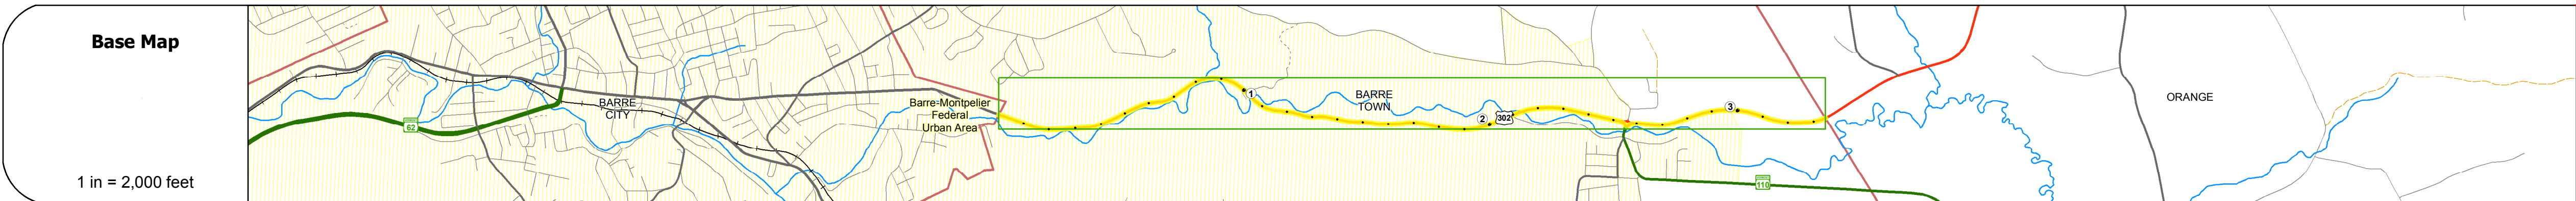 Base Map
1 in = 2,000 feet
62
BARRE
CITY
Barre-Montpelier
Federal
Urban Area
1
BARRE
TOWN
2
302
3
110
ORANGE